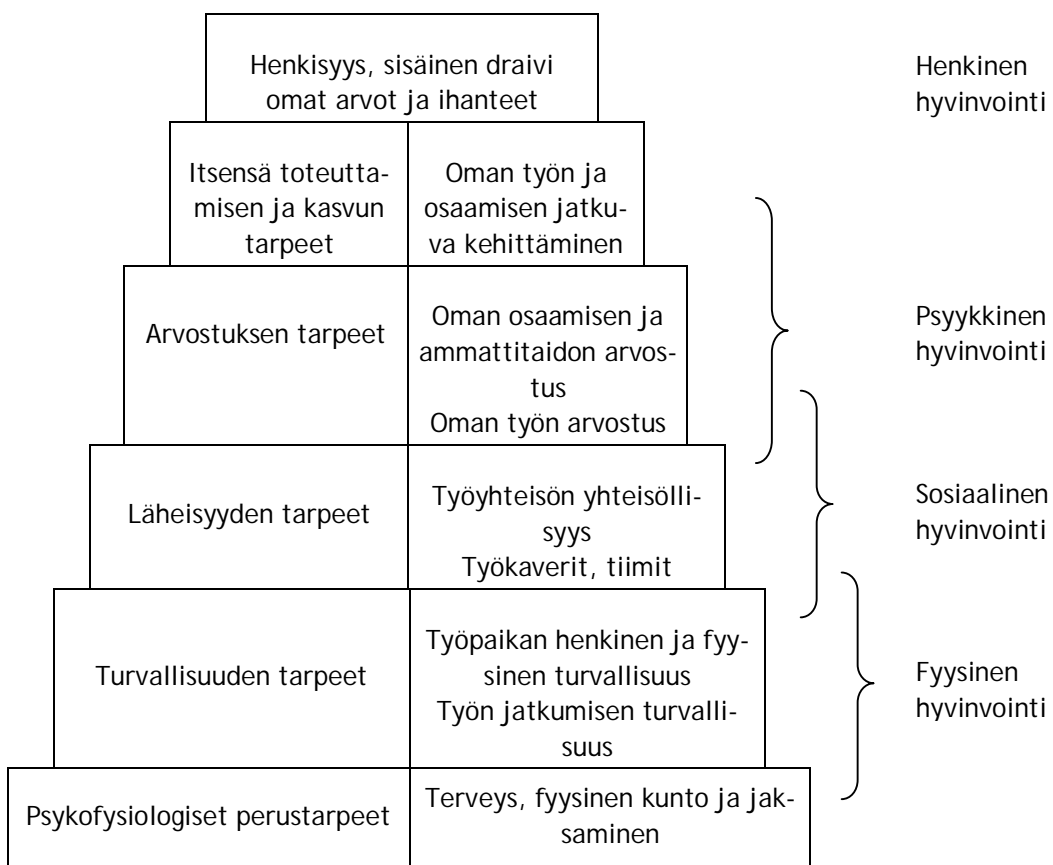 Henkisyys, sisäinen draivi
omat arvot ja ihanteet
Henkinen
hyvinvointi
Itsensä toteutta-
misen ja kasvun
tarpeet
Oman työn ja
osaamisen jatku-
va kehittäminen
Arvostuksen tarpeet
Oman osaamisen ja
ammattitaidon arvos-
tus
Oman työn arvostus
Psyykkinen
hyvinvointi
Läheisyyden tarpeet
Työyhteisön yhteisölli-
syys
Työkaverit, tiimit
Sosiaalinen
hyvinvointi
Turvallisuuden tarpeet
Työpaikan henkinen ja fyy-
sinen turvallisuus
Työn jatkumisen turvalli-
suus
Fyysinen
hyvinvointi
Psykofysiologiset perustarpeet
Terveys, fyysinen kunto ja jak-
saminen